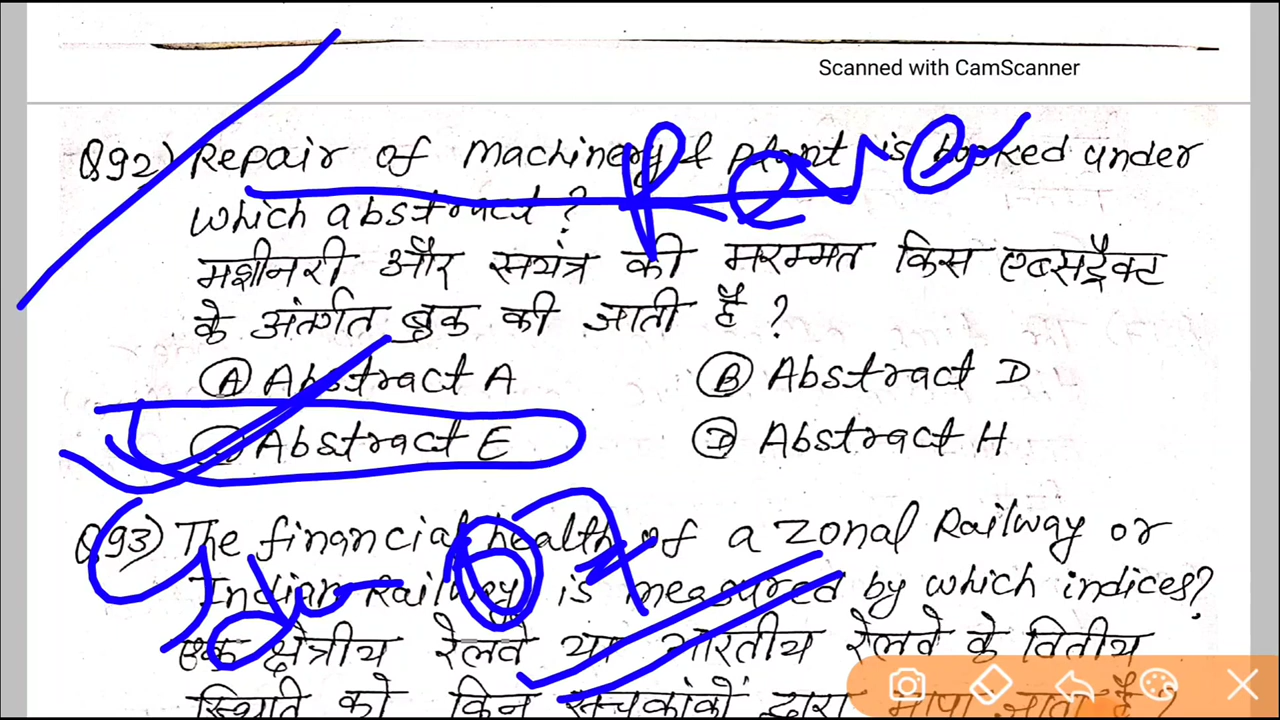 Scanned with CamScanner
Q92) Repair of machinery & plant is booked under
which abstract?
मशीनरी और सयंत्र की मरम्मत किस एब्सट्रैक्ट
के अंतर्गत बुक की जाती है ?
(A) Abstract A (B) Abstract D
(C) Abstract E (D) Abstract H
Q93) The financial health of a zonal Railway or
Indian Railway is measured by which indices?
एक क्षेत्रीय रेलवे या भारतीय रेलवे के वितीय
स्थिती को किन सूचकांकों द्वारा मापा जाता है ?